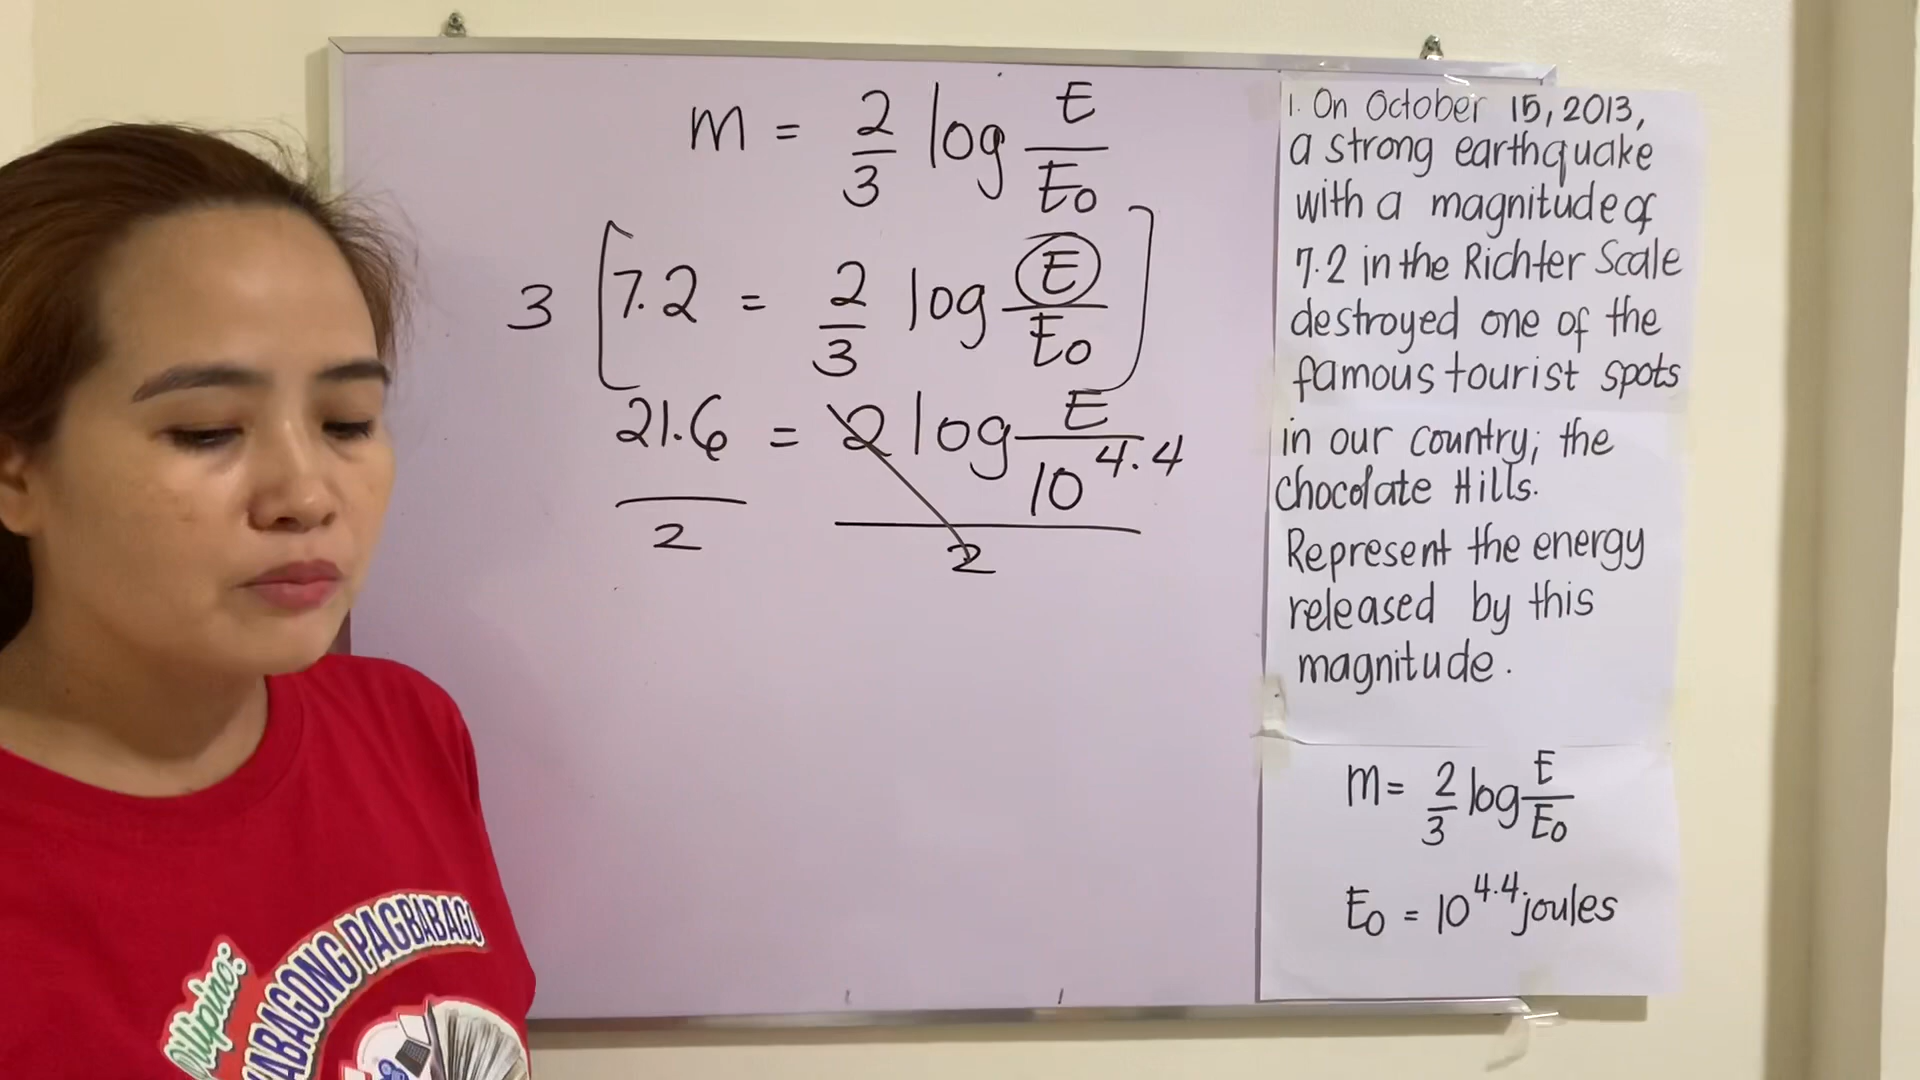 m = 2/3 log E/E₀
3 [7.2 = 2/3 log E/E₀]
21.6/2 = 2 log E/10^4.4 / 2
1. On October 15, 2013,
a strong earthquake
with a magnitude of
7.2 in the Richter Scale
destroyed one of the
famous tourist spots
in our country; the
Chocolate Hills.
Represent the energy
released by this
magnitude.
m = 2/3 log E/E₀
E₀ = 10^4.4 joules
Pilipino:
BAGONG PAGBABAGO